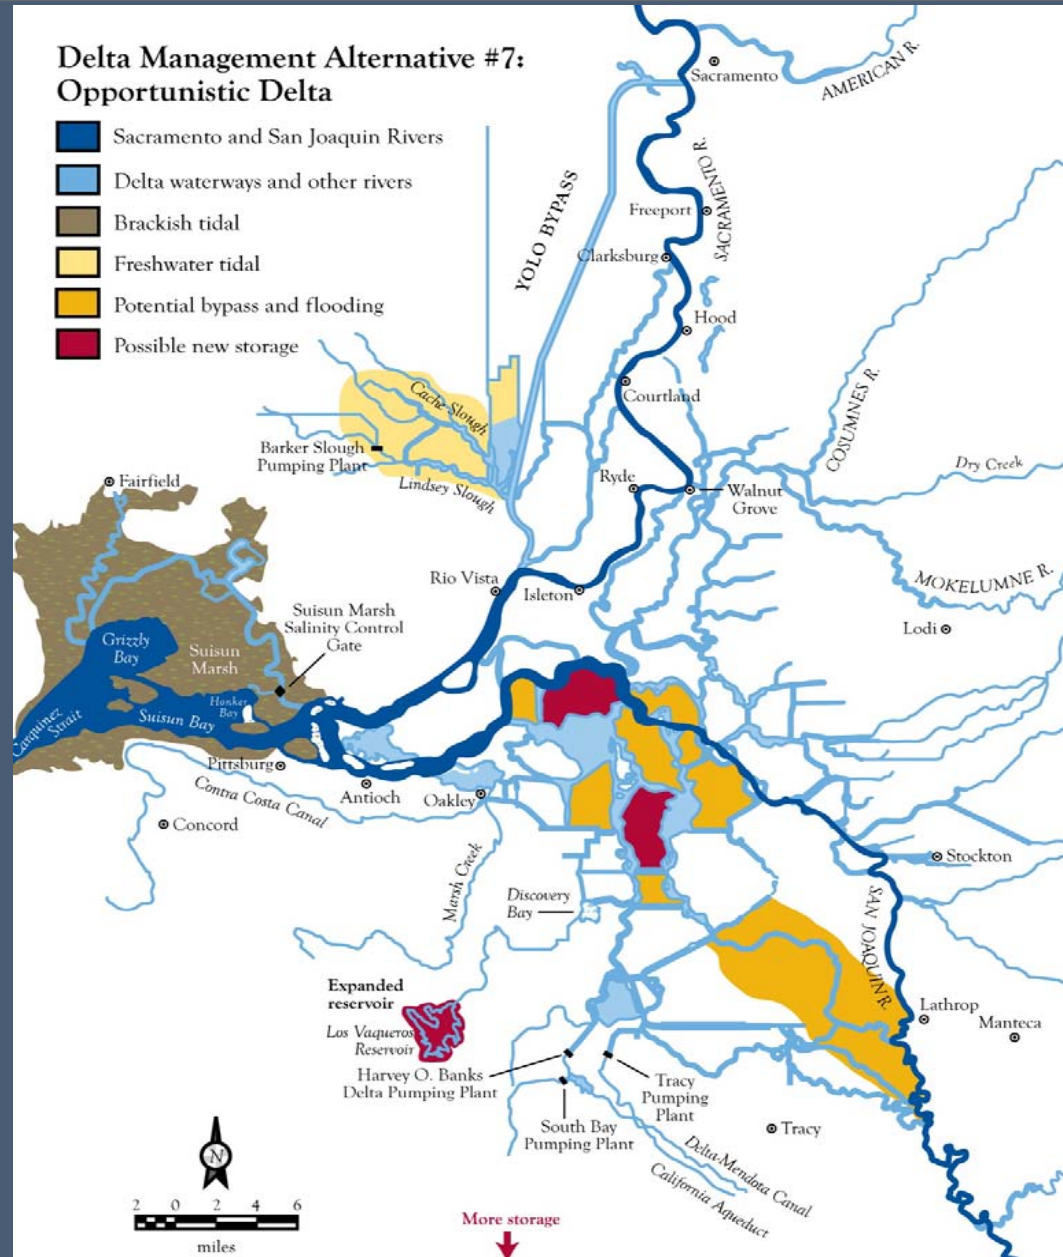 Delta Management Alternative #7:
Opportunistic Delta
Sacramento and San Joaquin Rivers
Delta waterways and other rivers
Brackish tidal
Freshwater tidal
Potential bypass and flooding
Possible new storage
Sacramento
AMERICAN R.
SACRAMENTO R.
YOLO BYPASS
Freeport
Clarksburg
Hood
Courtland
COSUMNES R.
Cache Slough
Barker Slough
Pumping Plant
Lindsey Slough
Ryde
Walnut
Grove
Dry Creek
Fairfield
MOKELUMNE R.
Rio Vista
Isleton
Lodi
Suisun Marsh
Salinity Control
Gate
Grizzly
Bay
Suisun
Marsh
Honker
Bay
Carquinez
Strait
Suisun Bay
Pittsburg
Antioch
Oakley
Contra Costa Canal
Concord
Stockton
Marsh Creek
Discovery
Bay
SAN JOAQUIN R.
Expanded
reservoir
Los Vaqueros
Reservoir
Lathrop
Manteca
Harvey O. Banks
Delta Pumping Plant
Tracy
Pumping
Plant
South Bay
Pumping Plant
Tracy
Delta-Mendota Canal
California Aqueduct
N
2 0 2 4 6
miles
More storage